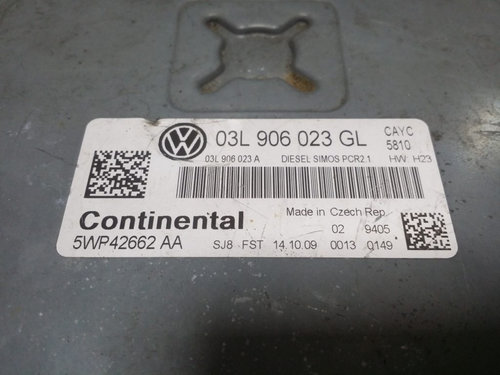 03L 906 023 GL CAYC
5810
03L 906 023 A DIESEL SIMOS PCR2.1 HW: H23
Continental Made in Czech Rep.
02 9405
5WP42662 AA SJ8 FST 14.10.09 0013 0149